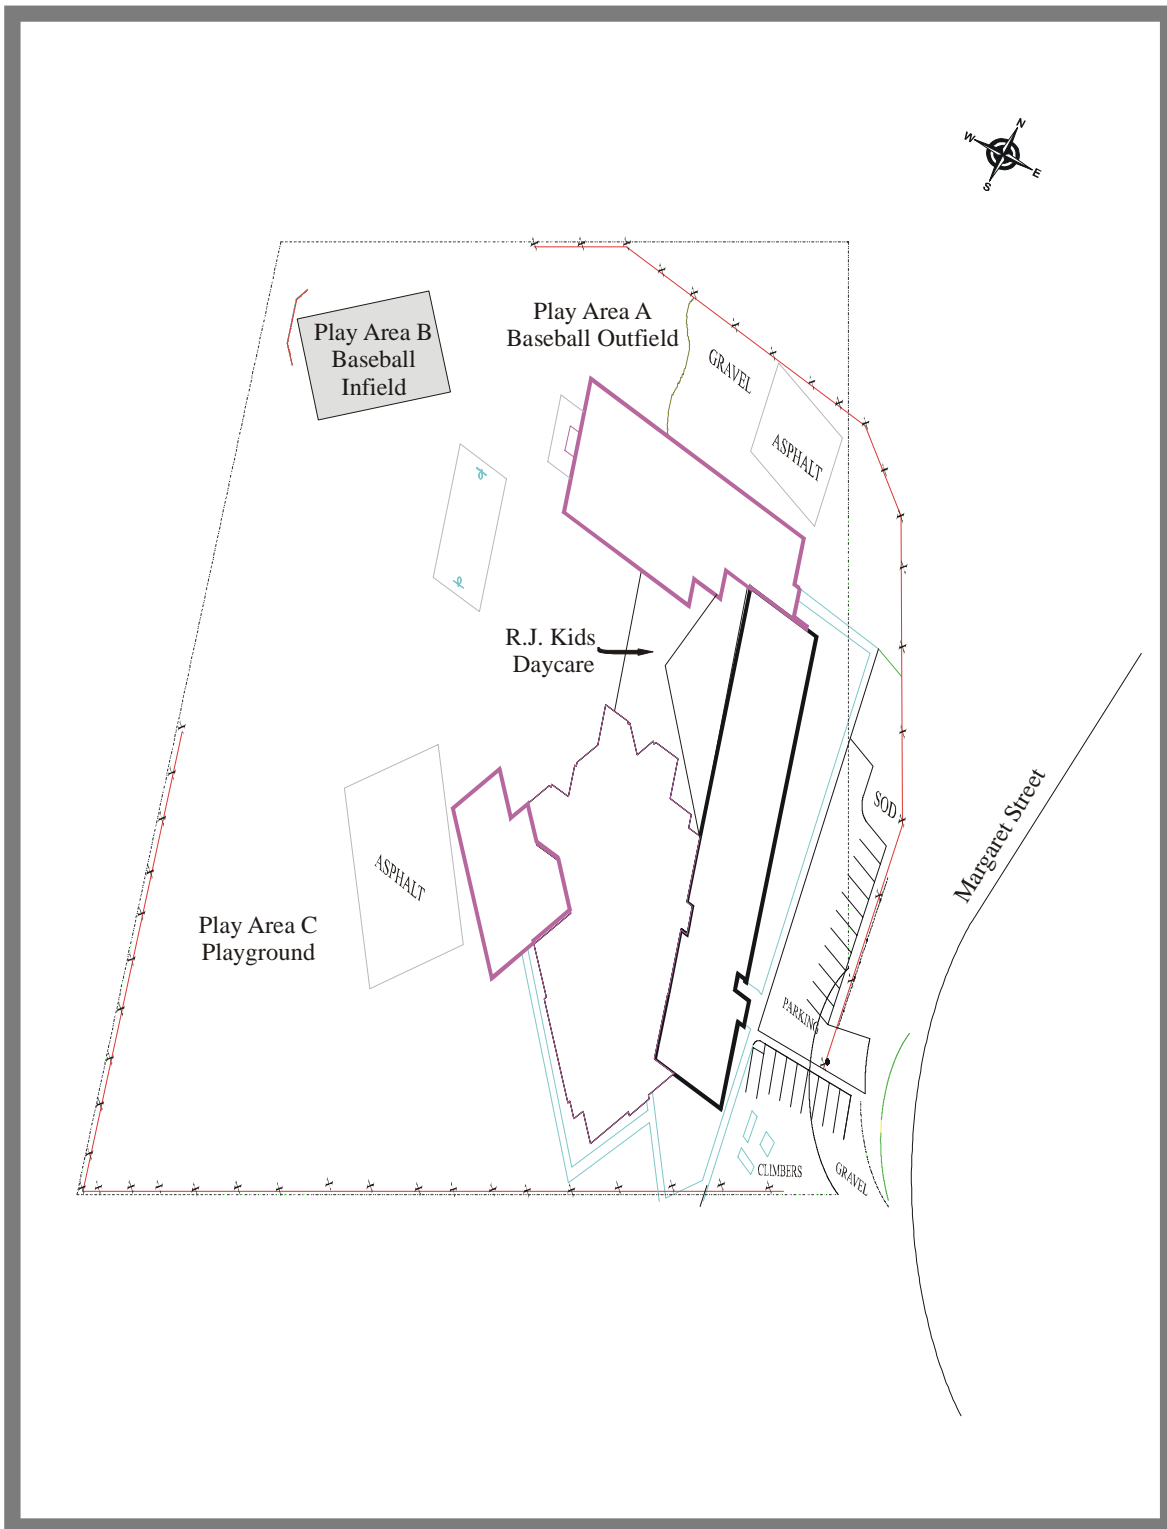 N
W
E
S
Play Area A
Baseball Outfield
Play Area B
Baseball
Infield
GRAVEL
ASPHALT
R.J. Kids
Daycare
SOD
Margaret Street
ASPHALT
Play Area C
Playground
PARKING
CLIMBERS
GRAVEL